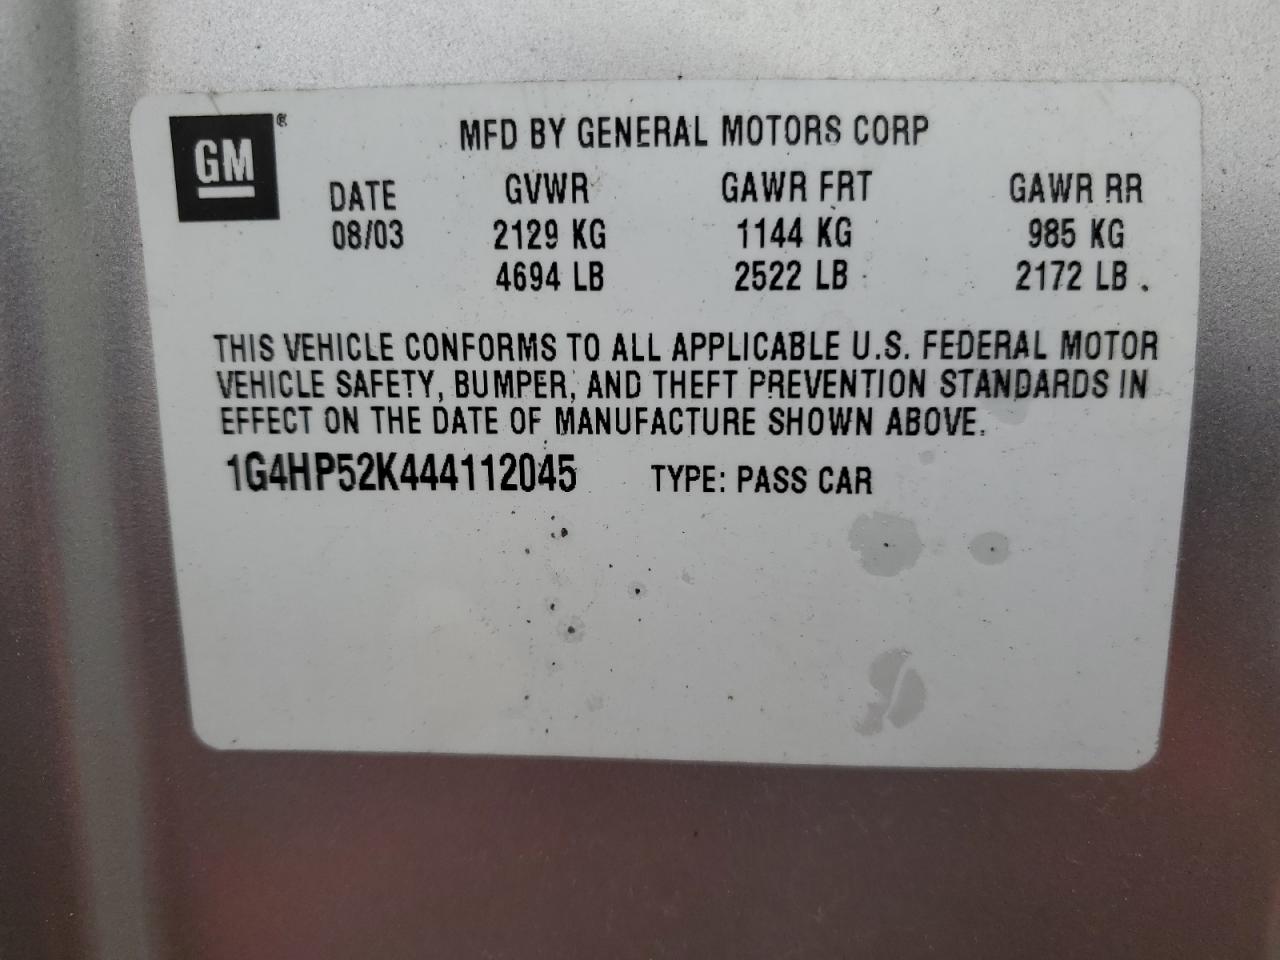 GM®
MFD BY GENERAL MOTORS CORP
DATE GVWR GAWR FRT GAWR RR
08/03 2129 KG 1144 KG 985 KG
4694 LB 2522 LB 2172 LB
THIS VEHICLE CONFORMS TO ALL APPLICABLE U.S. FEDERAL MOTOR
VEHICLE SAFETY, BUMPER, AND THEFT PREVENTION STANDARDS IN
EFFECT ON THE DATE OF MANUFACTURE SHOWN ABOVE.
1G4HP52K444112045 TYPE: PASS CAR